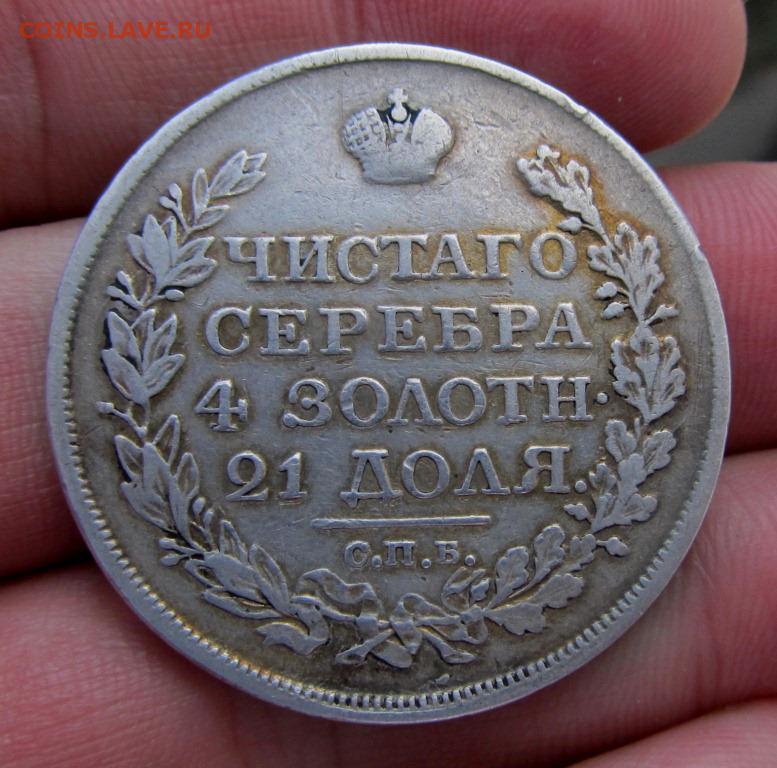 COINS.LAVE.RU
ЧИСТАГО
СЕРЕБРА
4 ЗОЛОТН·
21 ДОЛЯ.
С.П.Б.